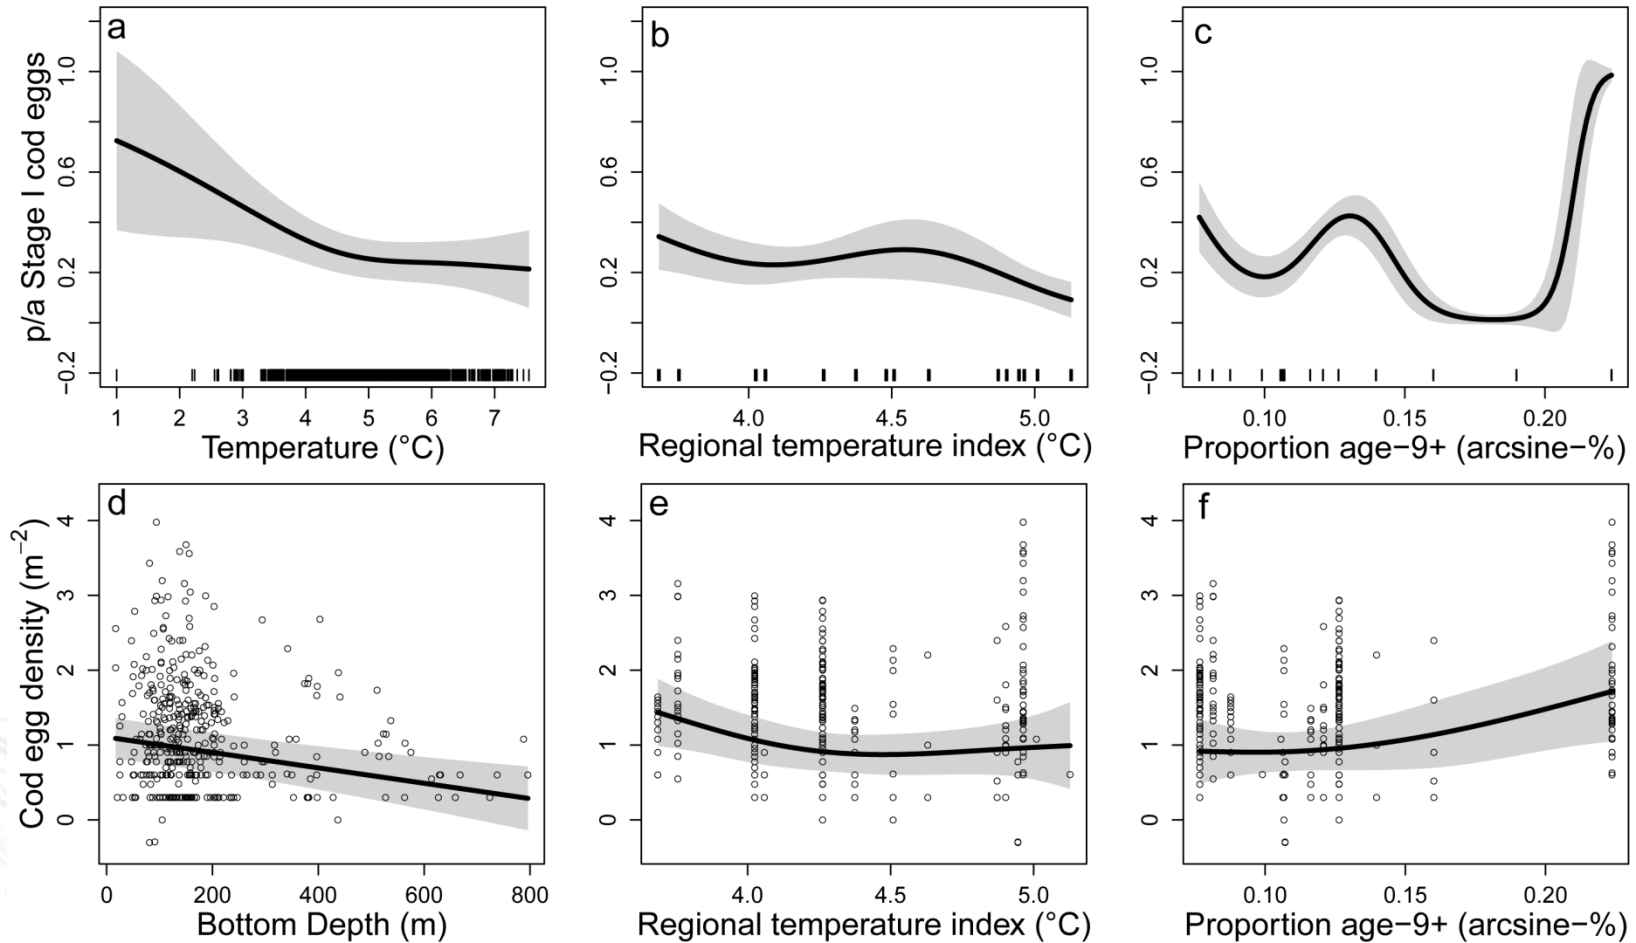 a
b
c
p/a Stage I cod eggs
1.0
0.6
0.2
−0.2
1.0
0.6
0.2
−0.2
1.0
0.6
0.2
−0.2
1 2 3 4 5 6 7
4.0 4.5 5.0
0.10 0.15 0.20
Temperature (°C)
Regional temperature index (°C)
Proportion age−9+ (arcsine−%)
d
e
f
Cod egg density (m−2)
4
3
2
1
0
4
3
2
1
0
4
3
2
1
0
0 200 400 600 800
4.0 4.5 5.0
0.10 0.15 0.20
Bottom Depth (m)
Regional temperature index (°C)
Proportion age−9+ (arcsine−%)